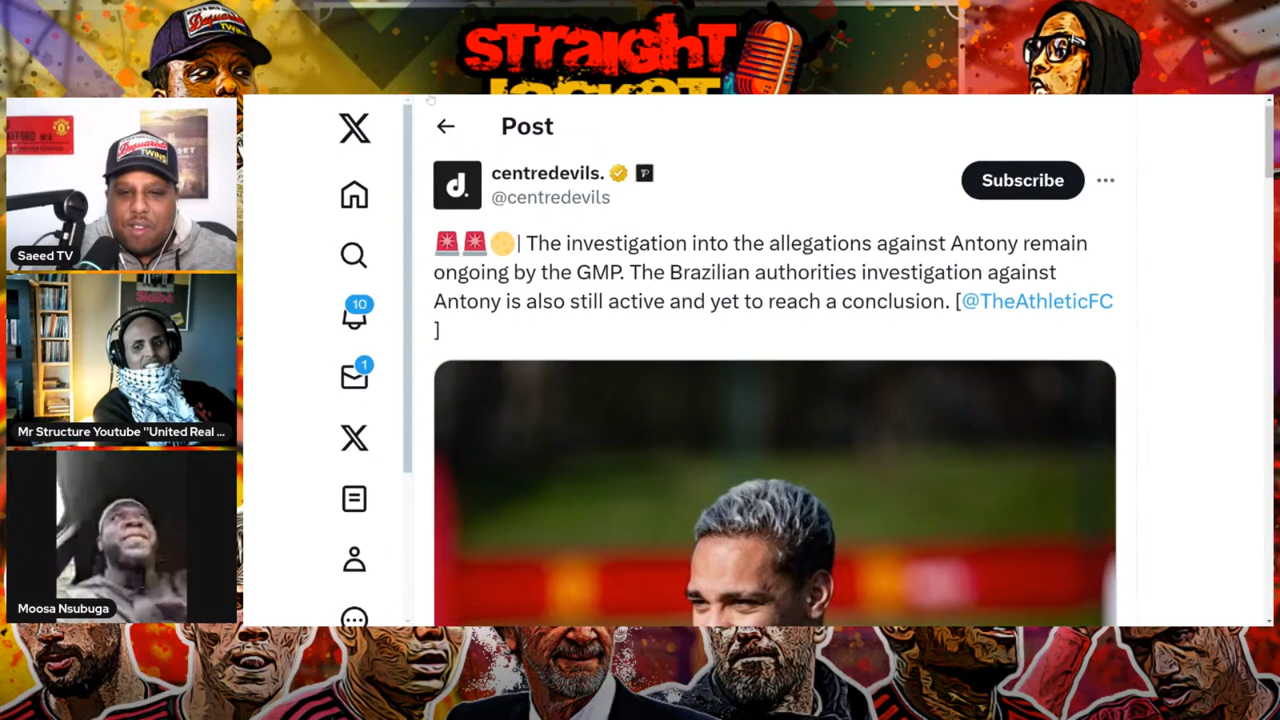 STRAIGHT
JACKET
Dsquared2
TWINS
Saeed TV
Mr Structure Youtube "United Real ...
Moosa Nsubuga
10
1
Post
centredevils.
@centredevils
Subscribe
d.
| The investigation into the allegations against Antony remain
ongoing by the GMP. The Brazilian authorities investigation against
Antony is also still active and yet to reach a conclusion. [@TheAthleticFC
]